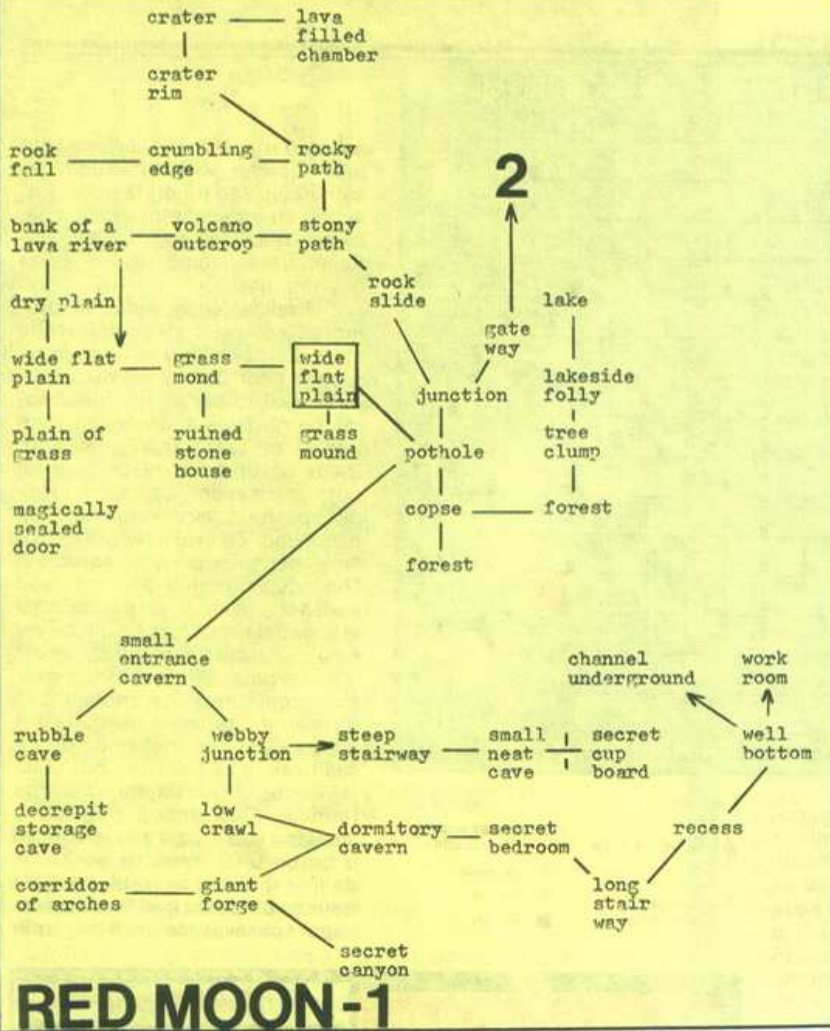 crater
lava
filled
chamber
crater
rim
rock
fall
crumbling
edge
rocky
path
2
bank of a
lava river
volcano
outcrop
stony
path
rock
slide
dry plain
lake
gate
way
wide flat
plain
grass
mond
wide
flat
plain
junction
lakeside
folly
plain of
grass
ruined
stone
house
grass
mound
pothole
tree
clump
magically
sealed
door
copse
forest
forest
small
entrance
cavern
channel
underground
work
room
rubble
cave
webby
junction
steep
stairway
small
neat
cave
secret
cup
board
well
bottom
decrepit
storage
cave
low
crawl
dormitory
cavern
secret
bedroom
recess
corridor
of arches
giant
forge
long
stair
way
secret
canyon
RED MOON-1